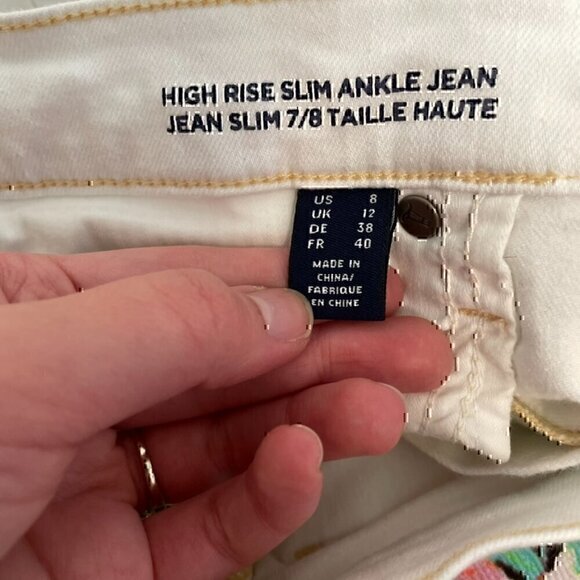 HIGH RISE SLIM ANKLE JEAN
JEAN SLIM 7/8 TAILLE HAUTE
US 8
UK 12
DE 38
FR 40
MADE IN
CHINA/
FABRIQUE
EN CHINE